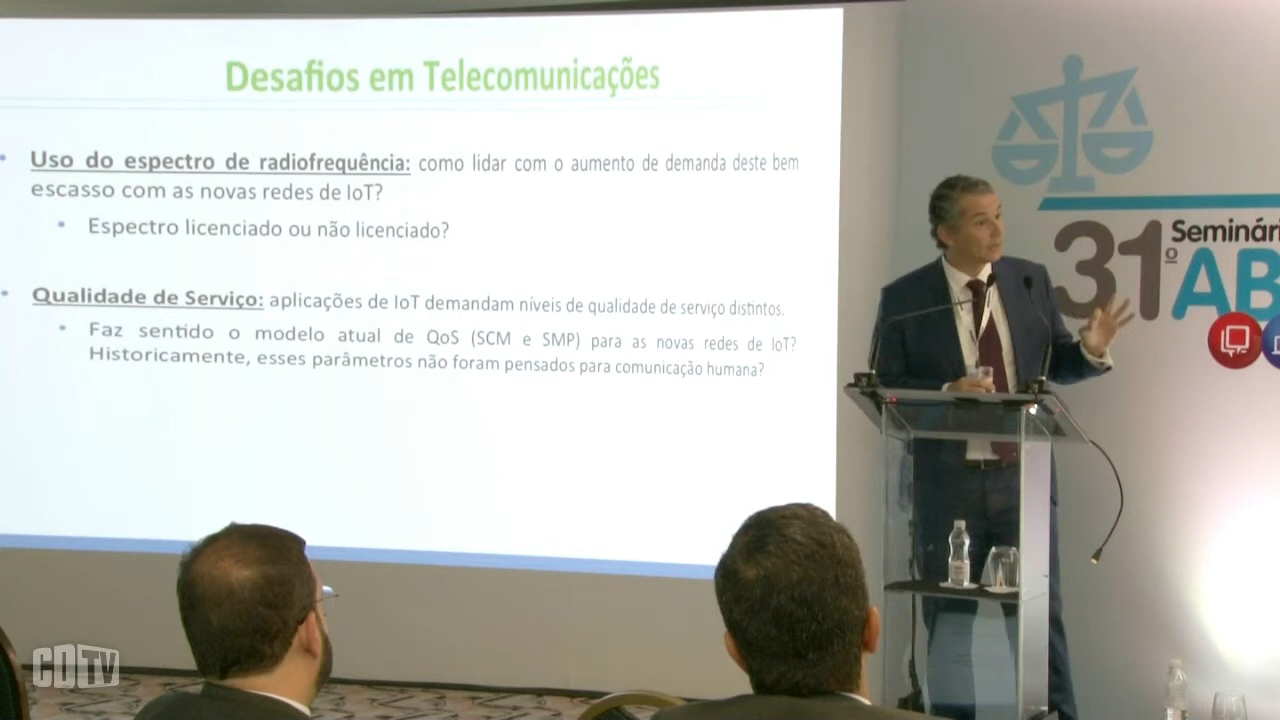 Desafios em Telecomunicações
• Uso do espectro de radiofrequência: como lidar com o aumento de demanda deste bem
escasso com as novas redes de IoT?
• Espectro licenciado ou não licenciado?
• Qualidade de Serviço: aplicações de IoT demandam níveis de qualidade de serviço distintos.
• Faz sentido o modelo atual de QoS (SCM e SMP) para as novas redes de IoT?
Historicamente, esses parâmetros não foram pensados para comunicação humana?
31º Seminári
AB
CDTV